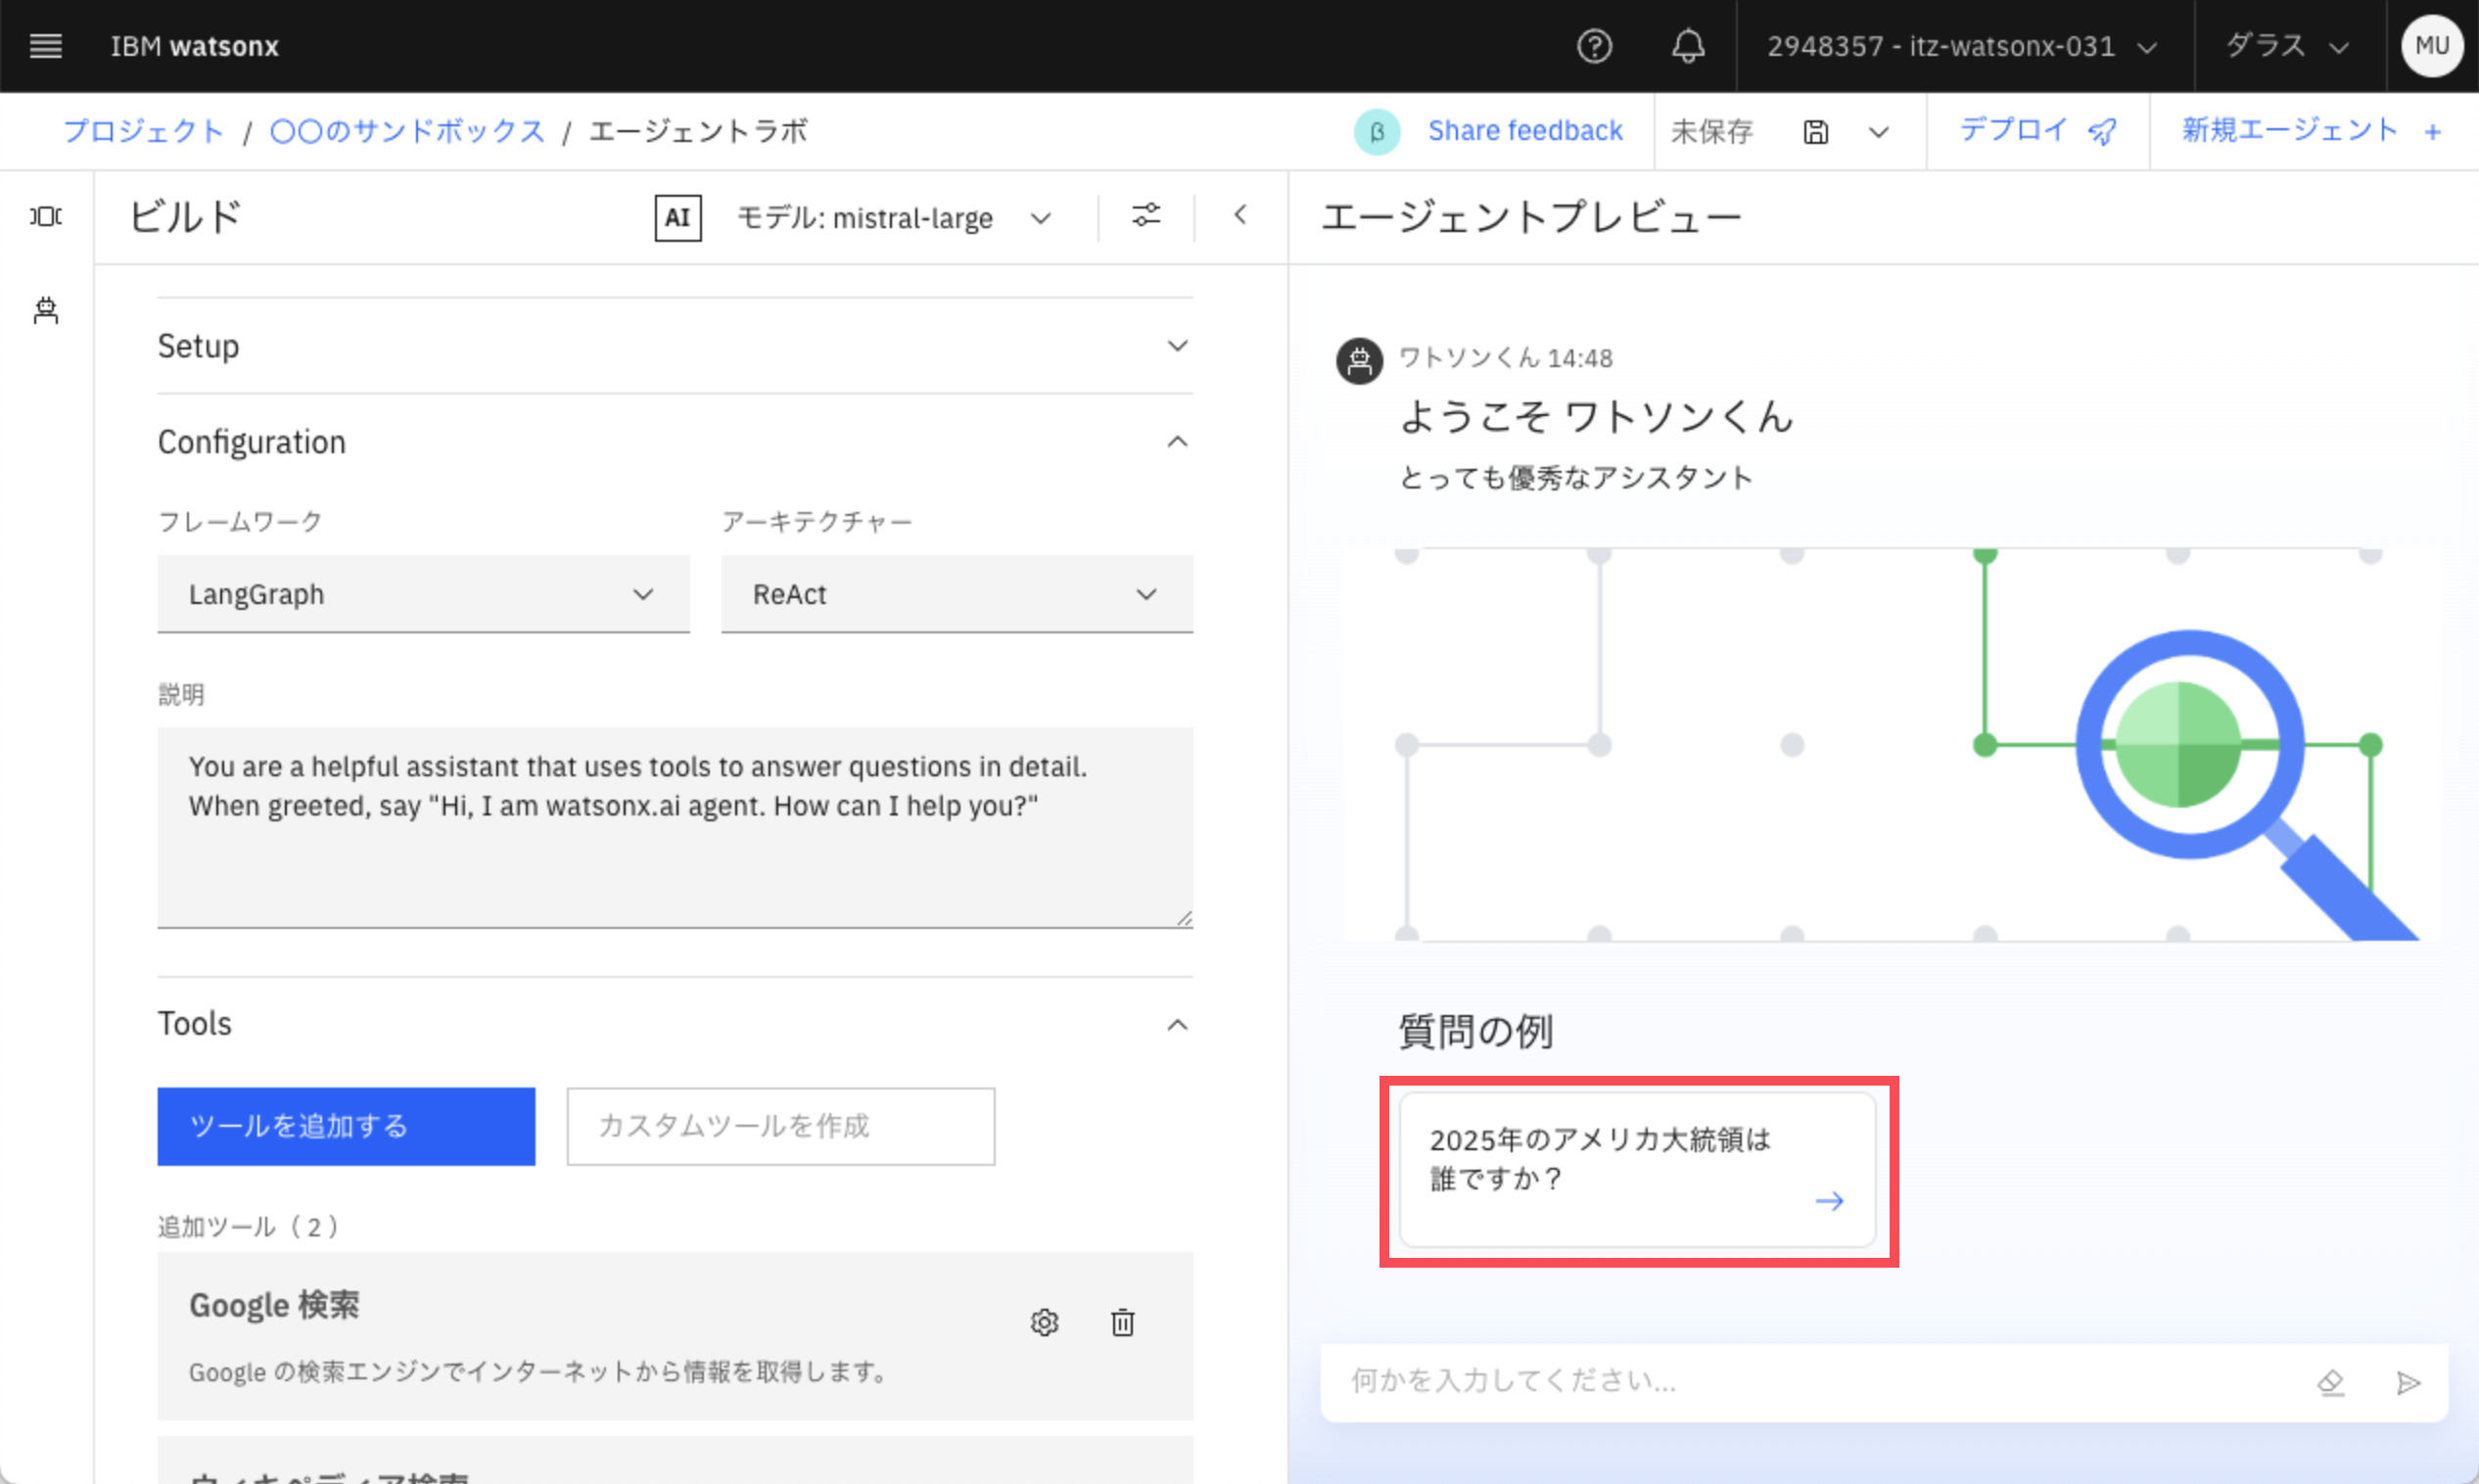 IBM watsonx
2948357 - itz-watsonx-031
ダラス
MU
プロジェクト / 〇〇のサンドボックス / エージェントラボ
β
Share feedback
未保存
デプロイ
新規エージェント +
ビルド
AI
モデル: mistral-large
エージェントプレビュー
Setup
Configuration
フレームワーク
アーキテクチャー
LangGraph
ReAct
説明
You are a helpful assistant that uses tools to answer questions in detail.
When greeted, say "Hi, I am watsonx.ai agent. How can I help you?"
Tools
ツールを追加する
カスタムツールを作成
追加ツール（ 2 ）
Google 検索
Google の検索エンジンでインターネットから情報を取得します。
ウィキペディア検索
ワトソンくん 14:48
ようこそ ワトソンくん
とっても優秀なアシスタント
質問の例
2025年のアメリカ大統領は
誰ですか？
何かを入力してください...